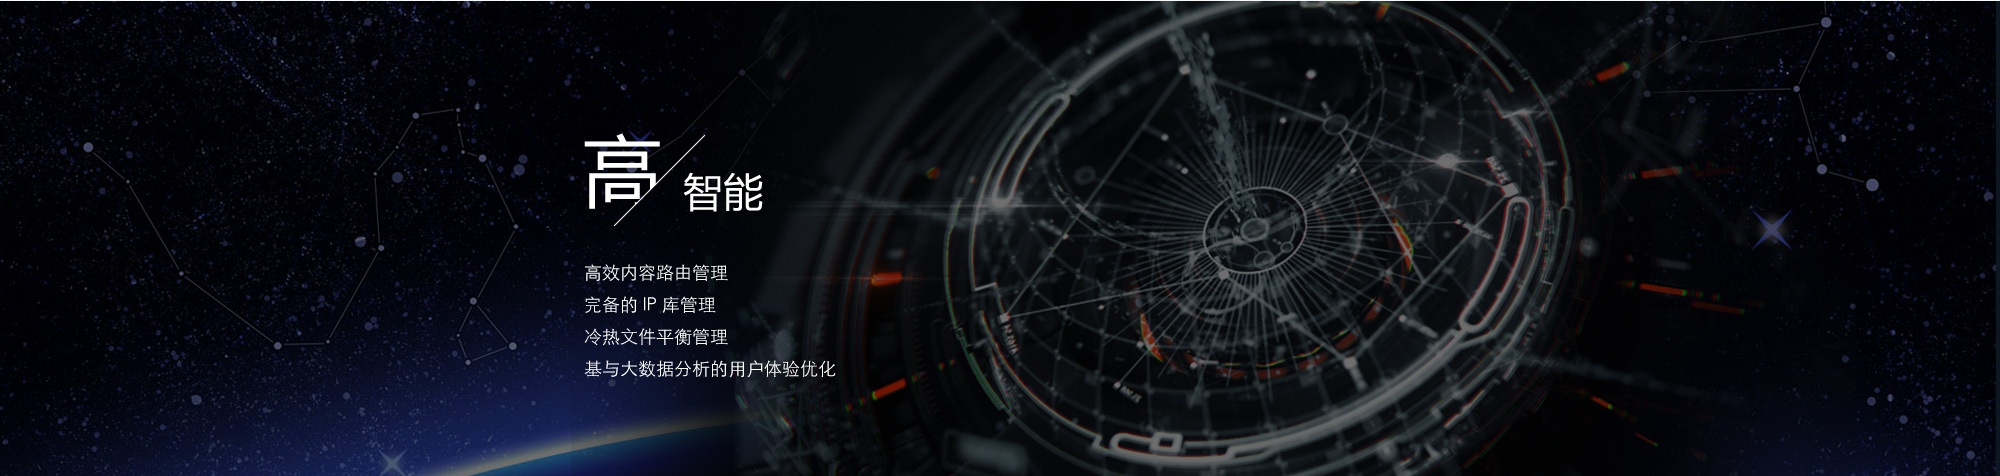 高 智能
高效内容路由管理
完备的 IP 库管理
冷热文件平衡管理
基与大数据分析的用户体验优化